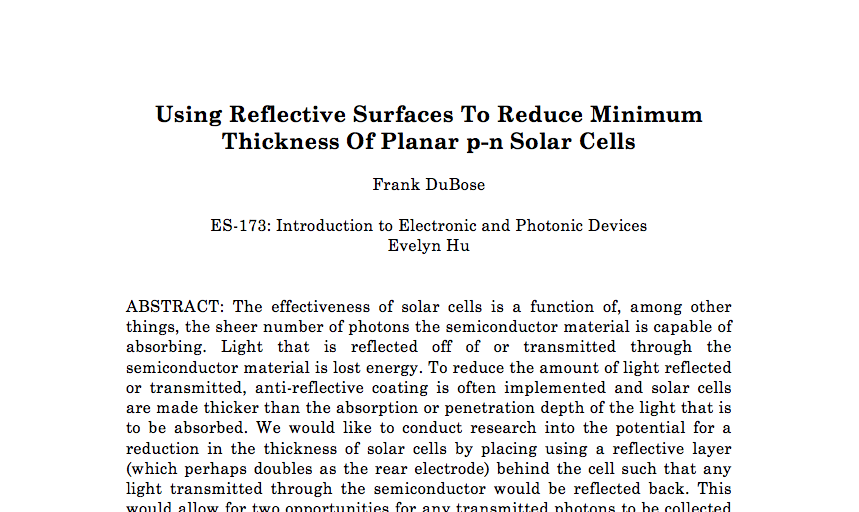 Using Reflective Surfaces To Reduce Minimum
Thickness Of Planar p-n Solar Cells
Frank DuBose
ES-173: Introduction to Electronic and Photonic Devices
Evelyn Hu
ABSTRACT: The effectiveness of solar cells is a function of, among other
things, the sheer number of photons the semiconductor material is capable of
absorbing. Light that is reflected off of or transmitted through the
semiconductor material is lost energy. To reduce the amount of light reflected
or transmitted, anti-reflective coating is often implemented and solar cells
are made thicker than the absorption or penetration depth of the light that is
to be absorbed. We would like to conduct research into the potential for a
reduction in the thickness of solar cells by placing using a reflective layer
(which perhaps doubles as the rear electrode) behind the cell such that any
light transmitted through the semiconductor would be reflected back. This
would allow for two opportunities for any transmitted photons to be collected